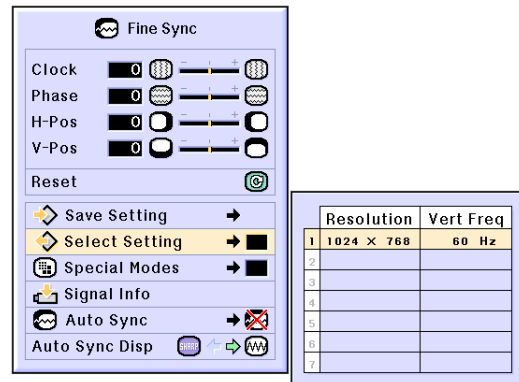 Fine Sync
Clock 0 - +
Phase 0 - +
H-Pos 0 - +
V-Pos 0 - +
Reset
Save Setting
Select Setting
Special Modes
Signal Info
Auto Sync
Auto Sync Disp SHARP
Resolution Vert Freq
1 1024 × 768 60 Hz
2
3
4
5
6
7